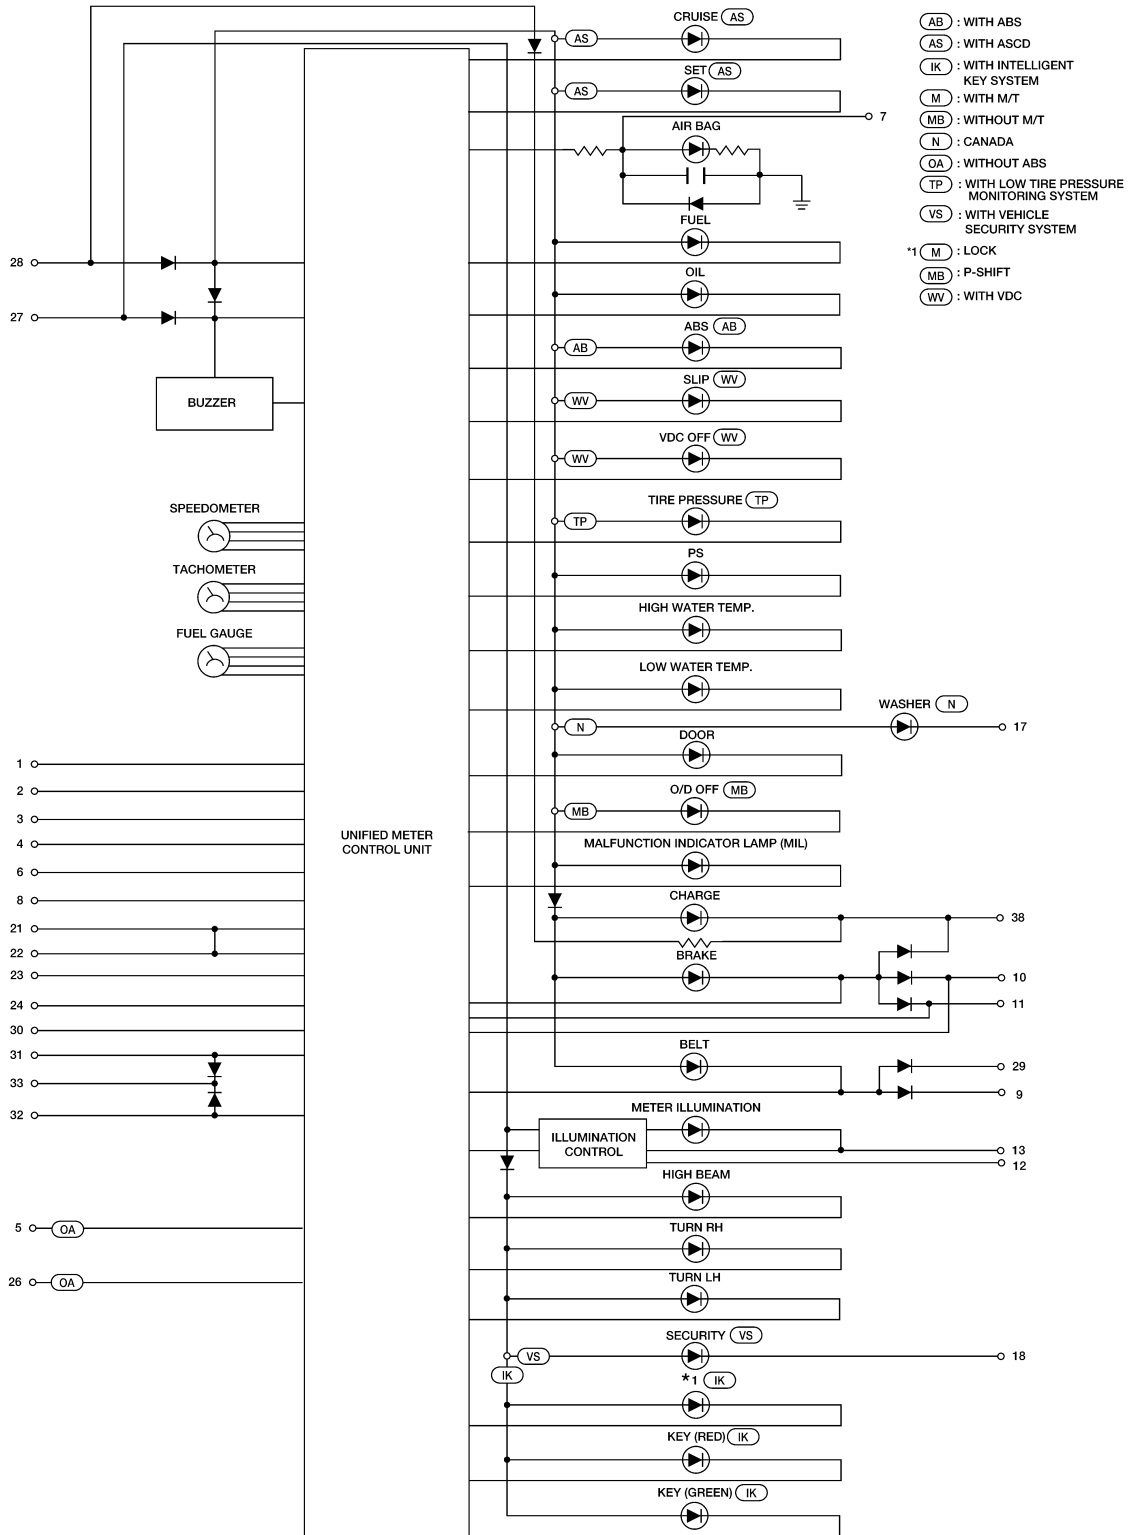 CRUISE AS
AS
SET AS
AS
7
AIR BAG
FUEL
OIL
ABS AB
AB
SLIP WV
WV
VDC OFF WV
WV
TIRE PRESSURE TP
TP
PS
HIGH WATER TEMP.
LOW WATER TEMP.
WASHER N
N
17
DOOR
O/D OFF MB
MB
MALFUNCTION INDICATOR LAMP (MIL)
CHARGE
38
BRAKE
10
11
BELT
29
9
METER ILLUMINATION
ILLUMINATION
CONTROL
13
12
HIGH BEAM
TURN RH
TURN LH
SECURITY VS
VS
18
IK
*1 IK
KEY (RED) IK
KEY (GREEN) IK
AB : WITH ABS
AS : WITH ASCD
IK : WITH INTELLIGENT
KEY SYSTEM
M : WITH M/T
MB : WITHOUT M/T
N : CANADA
OA : WITHOUT ABS
TP : WITH LOW TIRE PRESSURE
MONITORING SYSTEM
VS : WITH VEHICLE
SECURITY SYSTEM
*1 M : LOCK
MB : P-SHIFT
WV : WITH VDC
28
27
BUZZER
SPEEDOMETER
TACHOMETER
FUEL GAUGE
UNIFIED METER
CONTROL UNIT
1
2
3
4
6
8
21
22
23
24
30
31
33
32
5 OA
26 OA